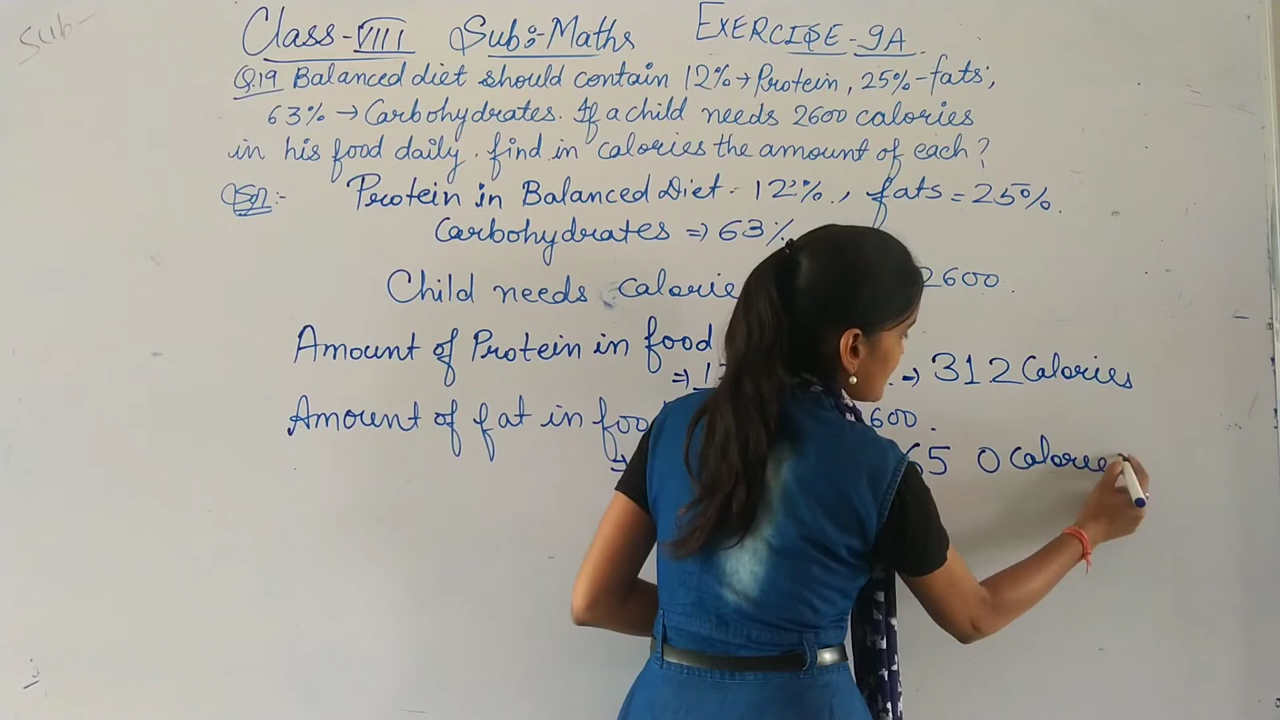 Sub-
Class-VIII Sub:-Maths EXERCISE-9A.
Q.19 Balanced diet should contain 12%→Protein, 25%-fats,
63%→Carbohydrates. If a child needs 2600 calories
in his food daily. find in calories the amount of each?
Sol:- Protein in Balanced Diet- 12%, fats = 25%.
Carbohydrates ⇒ 63%
Child needs calorie 2600.
Amount of Protein in food
⇒ → 312 Calories
Amount of fat in foo 600.
⇒ 65 0 Calorie